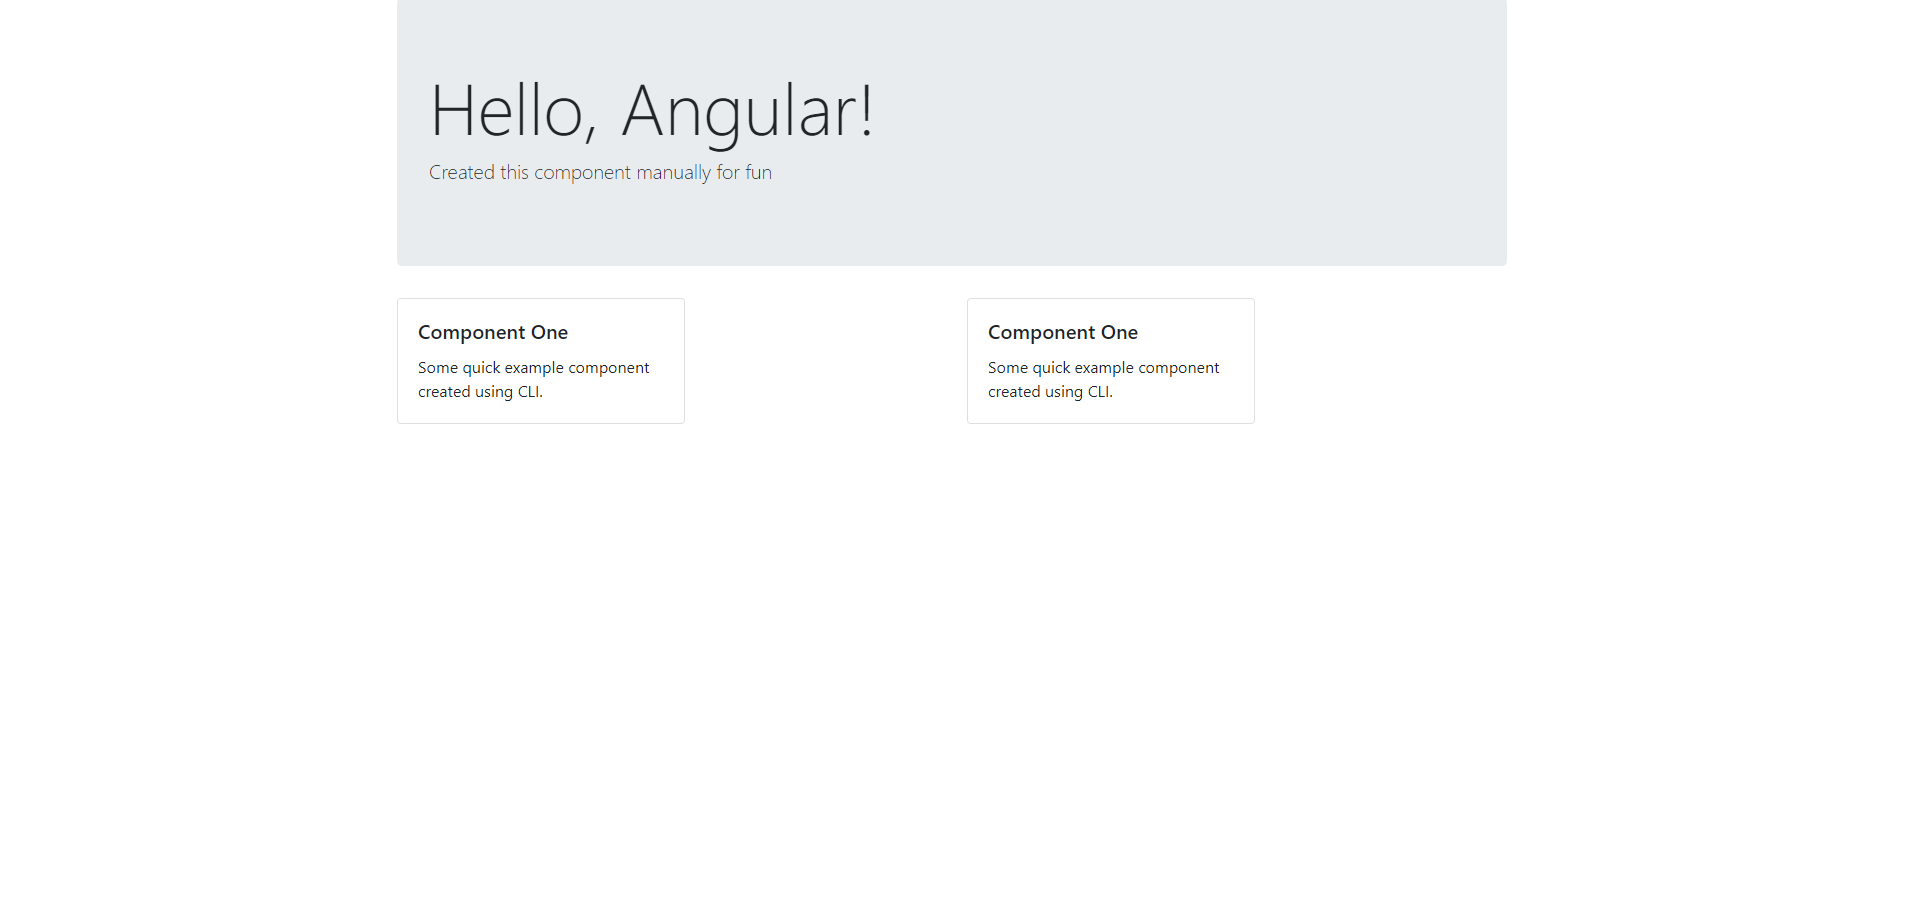 Hello, Angular!
Created this component manually for fun
Component One
Some quick example component
created using CLI.
Component One
Some quick example component
created using CLI.